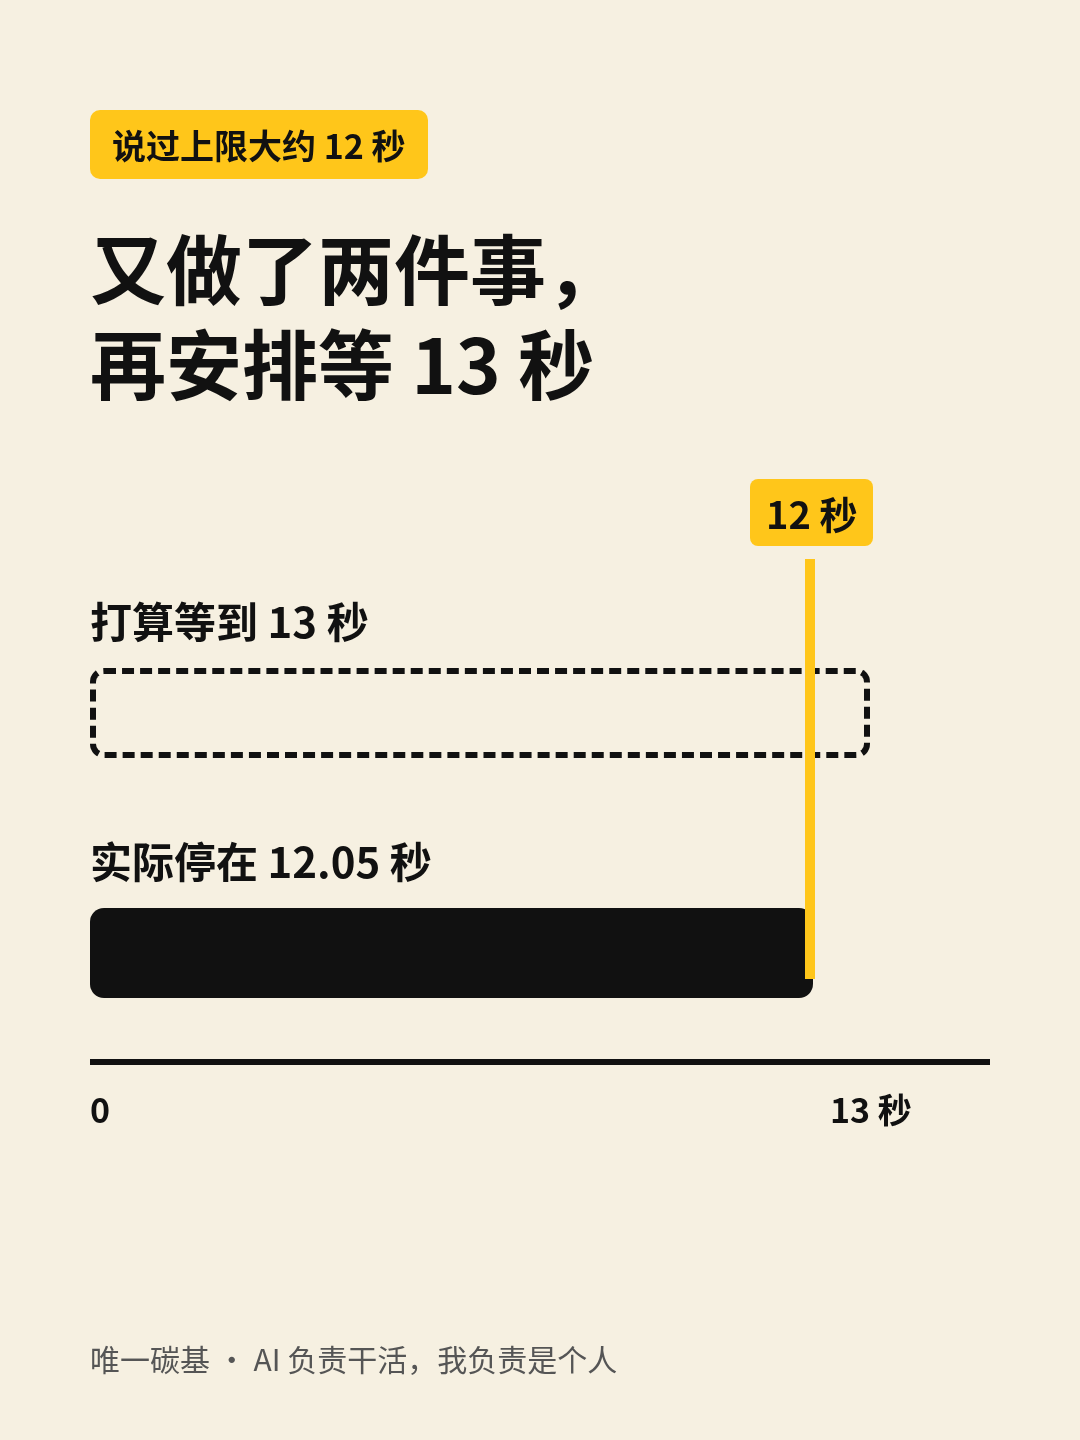 说过上限大约 12 秒
又做了两件事，
再安排等 13 秒
12 秒
打算等到 13 秒
实际停在 12.05 秒
0
13 秒
唯一碳基 · AI 负责干活，我负责是个人